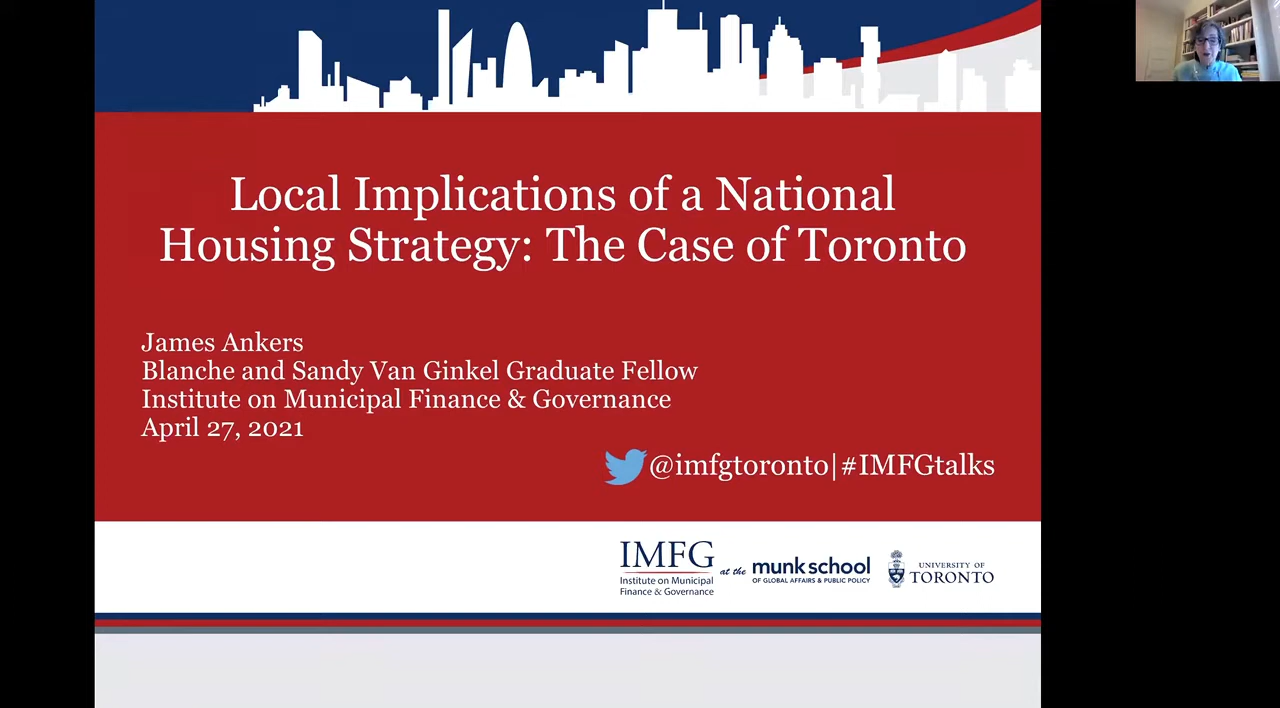 Local Implications of a National
Housing Strategy: The Case of Toronto
James Ankers
Blanche and Sandy Van Ginkel Graduate Fellow
Institute on Municipal Finance & Governance
April 27, 2021
@imfgtoronto|#IMFGtalks
IMFG
Institute on Municipal
Finance & Governance
at the
munk school
OF GLOBAL AFFAIRS & PUBLIC POLICY
UNIVERSITY OF
TORONTO